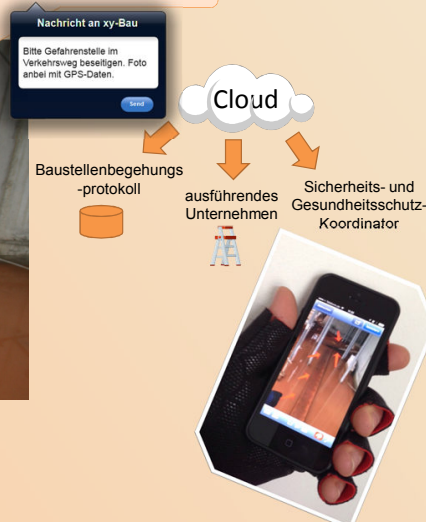 Nachricht an xy-Bau
Bitte Gefahrenstelle im
Verkehrsweg beseitigen. Foto
anbei mit GPS-Daten.
Send
Cloud
Baustellenbegehungs
-protokoll
ausführendes
Unternehmen
Sicherheits- und
Gesundheitsschutz-
Koordinator